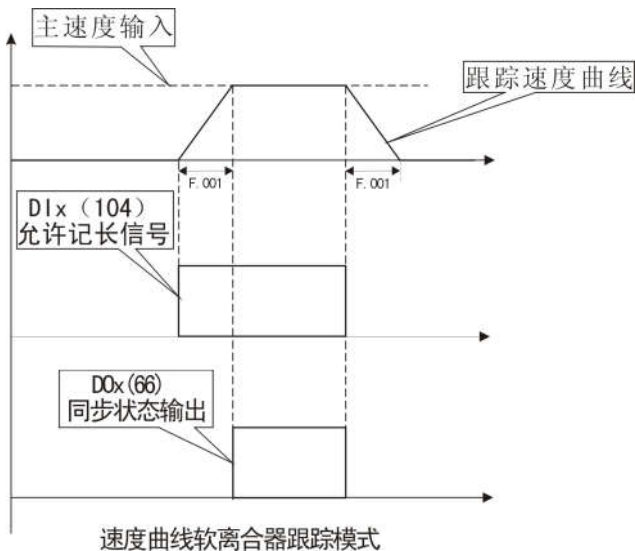 主速度输入
跟踪速度曲线
F.001
F.001
DIx（104）
允许记长信号
DOx(66)
同步状态输出
速度曲线软离合器跟踪模式